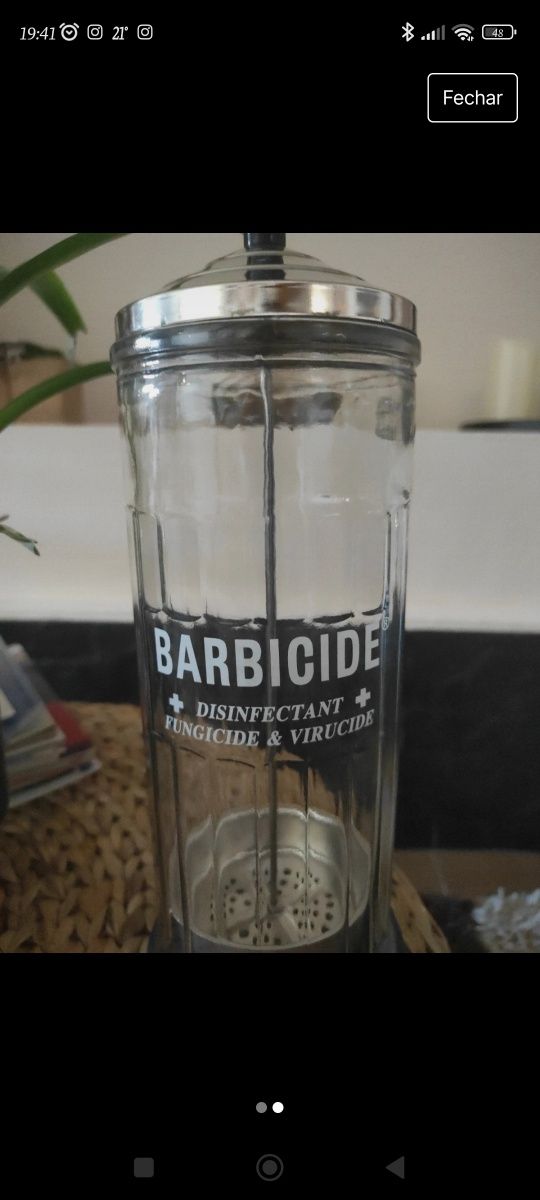 19:41 21° 48
Fechar
BARBICIDE®
DISINFECTANT
FUNGICIDE & VIRUCIDE